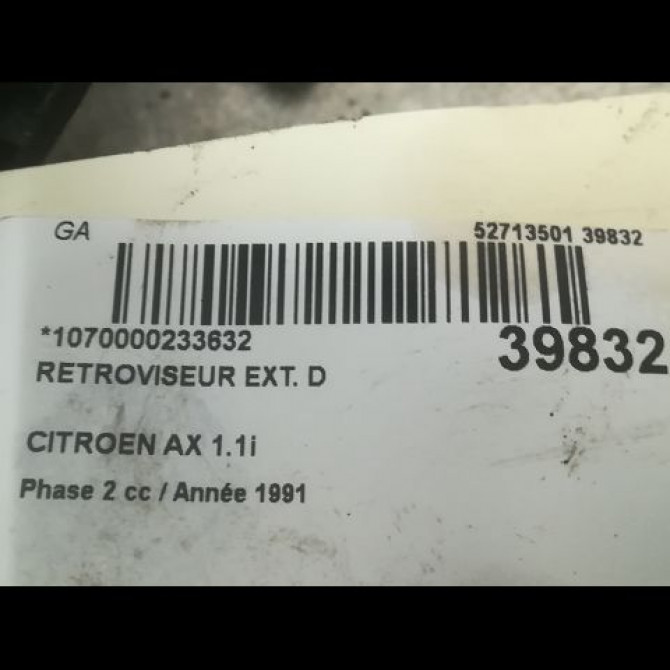 GA 52713501 39832
*1070000233632 39832
RETROVISEUR EXT. D
CITROEN AX 1.1i
Phase 2 cc / Année 1991